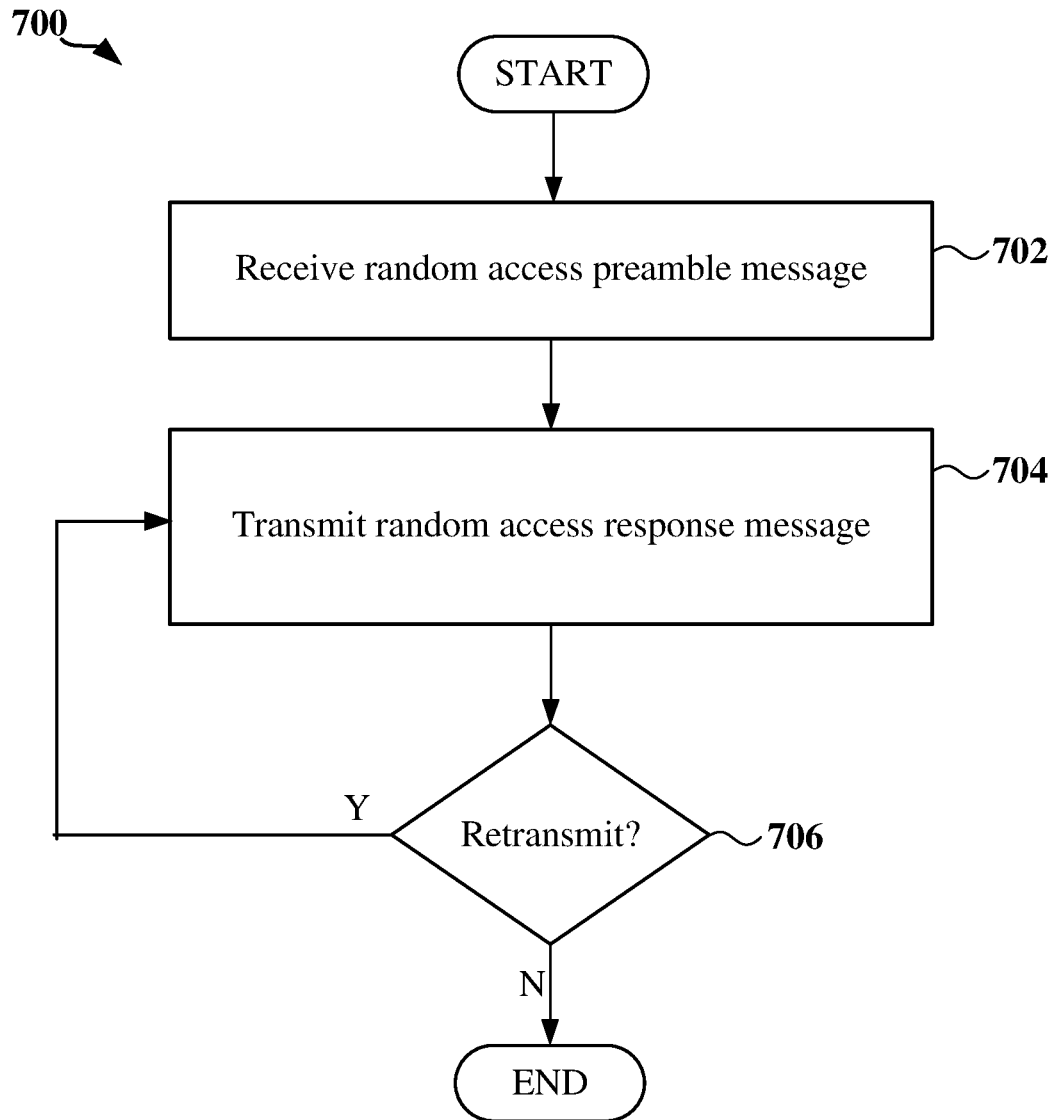 700
START
Receive random access preamble message
702
704
Transmit random access response message
Y
Retransmit?
706
N
END